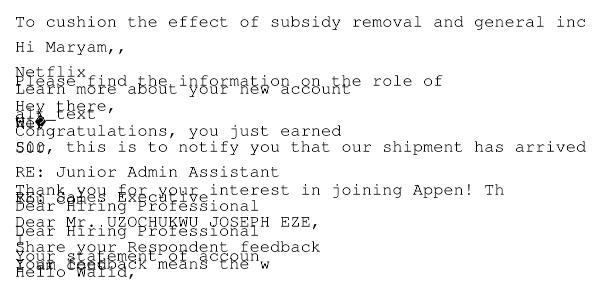 To cushion the effect of subsidy removal and general inc
Hi Maryam,,
Netflix
Please find the information on the role of
Learn more about your new account
Hey there,
alt_text
Congratulations, you just earned
Sir, this is to notify you that our shipment has arrived
RE: Junior Admin Assistant
Thank you for your interest in joining Appen! Th
RE: Sales Executive
Dear Hiring Professional
Dear Mr. UZOCHUKWU JOSEPH EZE,
Dear Hiring Professional
Share your Respondent feedback
Your statement of accoun
Your feedback means the w
Hello Walid,